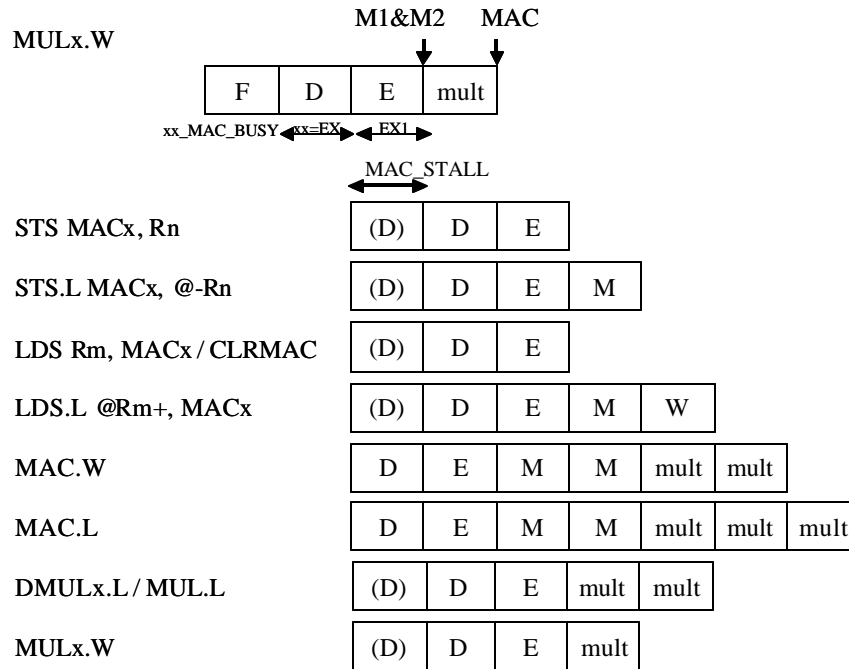 M1&M2 MAC
MULx.W
F D E mult
xx_MAC_BUSY xx=EX EX1
MAC_STALL
STS MACx, Rn (D) D E
STS.L MACx, @-Rn (D) D E M
LDS Rm, MACx / CLRMAC (D) D E
LDS.L @Rm+, MACx (D) D E M W
MAC.W D E M M mult mult
MAC.L D E M M mult mult mult
DMULx.L / MUL.L (D) D E mult mult
MULx.W (D) D E mult